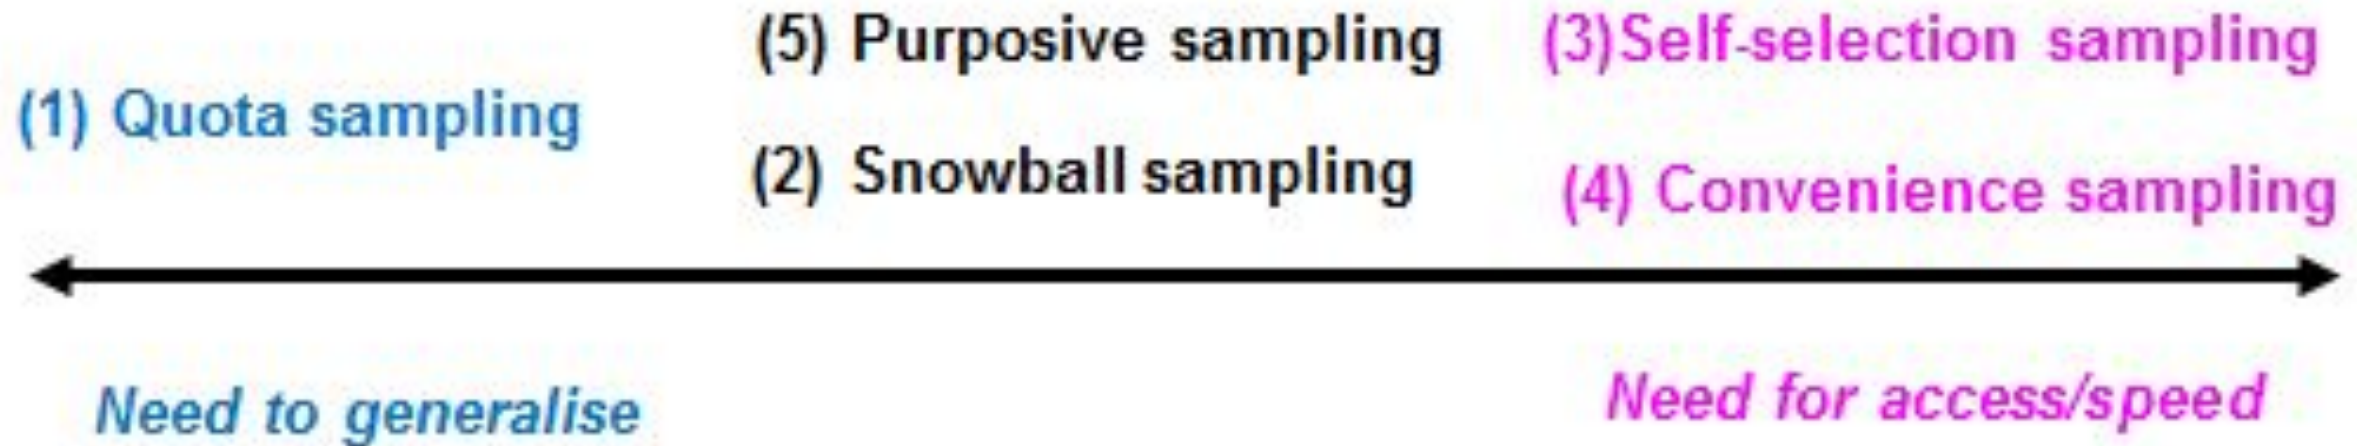 (1) Quota sampling
(5) Purposive sampling
(2) Snowball sampling
(3)Self-selection sampling
(4) Convenience sampling
Need to generalise
Need for access/speed